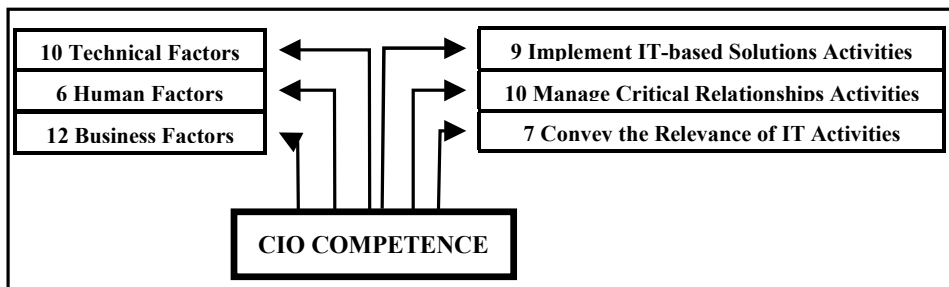 10 Technical Factors
6 Human Factors
12 Business Factors
9 Implement IT-based Solutions Activities
10 Manage Critical Relationships Activities
7 Convey the Relevance of IT Activities
CIO COMPETENCE